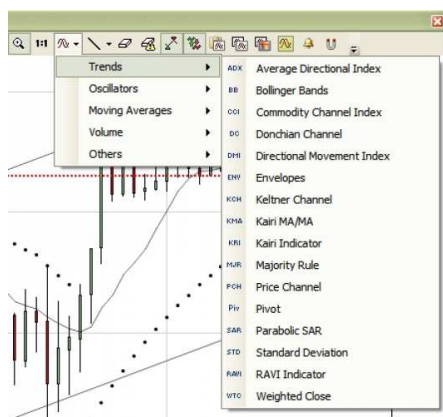 1:1
Trends
Oscillators
Moving Averages
Volume
Others
ADX Average Directional Index
BB Bollinger Bands
CCI Commodity Channel Index
DC Donchian Channel
DMI Directional Movement Index
ENV Envelopes
KCH Keltner Channel
KMA Kairi MA/MA
KRI Kairi Indicator
MJR Majority Rule
PCH Price Channel
Piv Pivot
SAR Parabolic SAR
STD Standard Deviation
RAVI RAVI Indicator
WTC Weighted Close